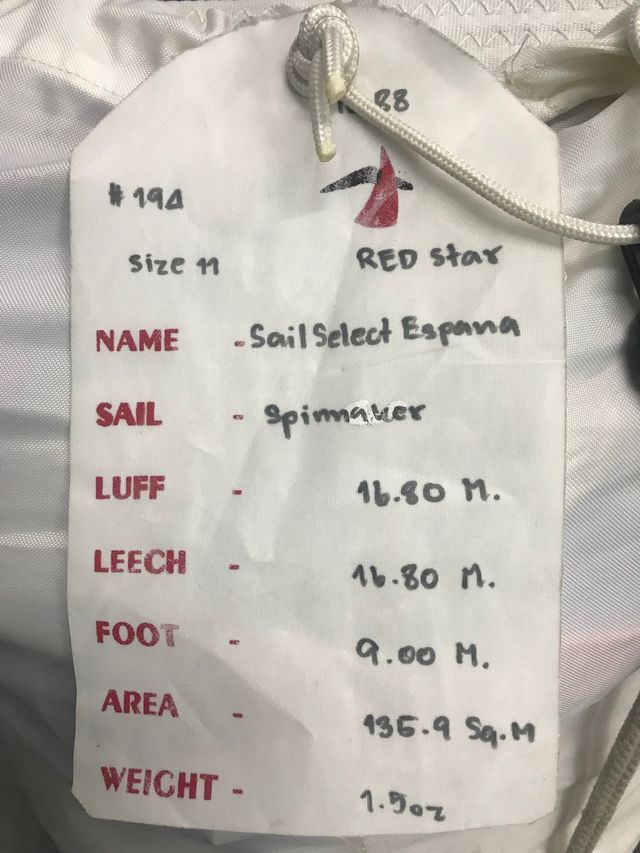 88
#194
Size 11
RED Star
NAME - Sail Select Espana
SAIL - Spinnaker
LUFF - 16.80 M.
LEECH - 16.80 M.
FOOT - 9.00 M.
AREA - 135.9 Sq.M
WEIGHT - 1.5oz